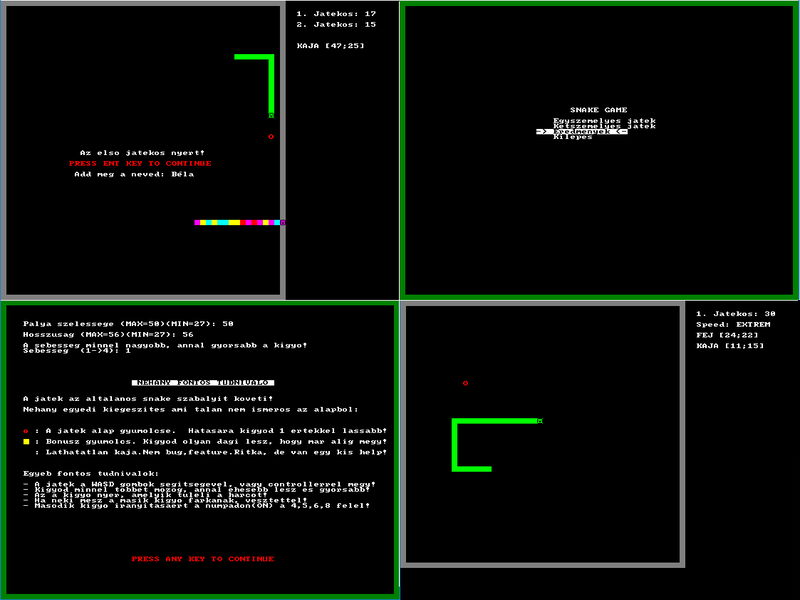 1. Jatekos: 17
2. Jatekos: 15
KAJA [47;25]
Az elso jatekos nyert!
PRESS ENT KEY TO CONTINUE
Add meg a neved: Béla
SNAKE GAME
Egyszemelyes jatek
Ketszemelyes jatek
-> Eredmenyek <-
Kilepes
Palya szelessege (MAX=50)(MIN=27): 50
Hosszusag (MAX=56)(MIN=27): 56
A sebesseg minnel nagyobb, annal gyorsabb a kigyo!
Sebesseg (1->4): 1
NEHANY FONTOS TUDNIVALO
A jatek az altalanos snake szabalyit koveti!
Nehany egyedi kiegeszites ami talan nem ismeros az alapbol:
: A jatek alap gyumolcse. Hatasara kigyod 1 ertekkel lassabb!
: Bonusz gyumolcs. Kigyod olyan dagi lesz, hogy mar alig megy!
: Lathatatlan kaja.Nem bug,feature.Ritka, de van egy kis help!
Egyeb fontos tudnivalok:
- A jatek a WASD gombok segitsegevel, vagy controllerrel megy!
- Kigyod minnel tobbet mozog, annal ehesebb lesz es gyorsabb!
- Az a kigyo nyer, amelyik tuleli a harcot!
- Ha neki mesz a masik kigyo farkanak, vesztettel!
- Masodik kigyo iranyitasaert a numpadon(ON) a 4,5,6,8 felel!
PRESS ANY KEY TO CONTINUE
1. Jatekos: 30
Speed: EXTREM
FEJ [24;22]
KAJA [11;15]